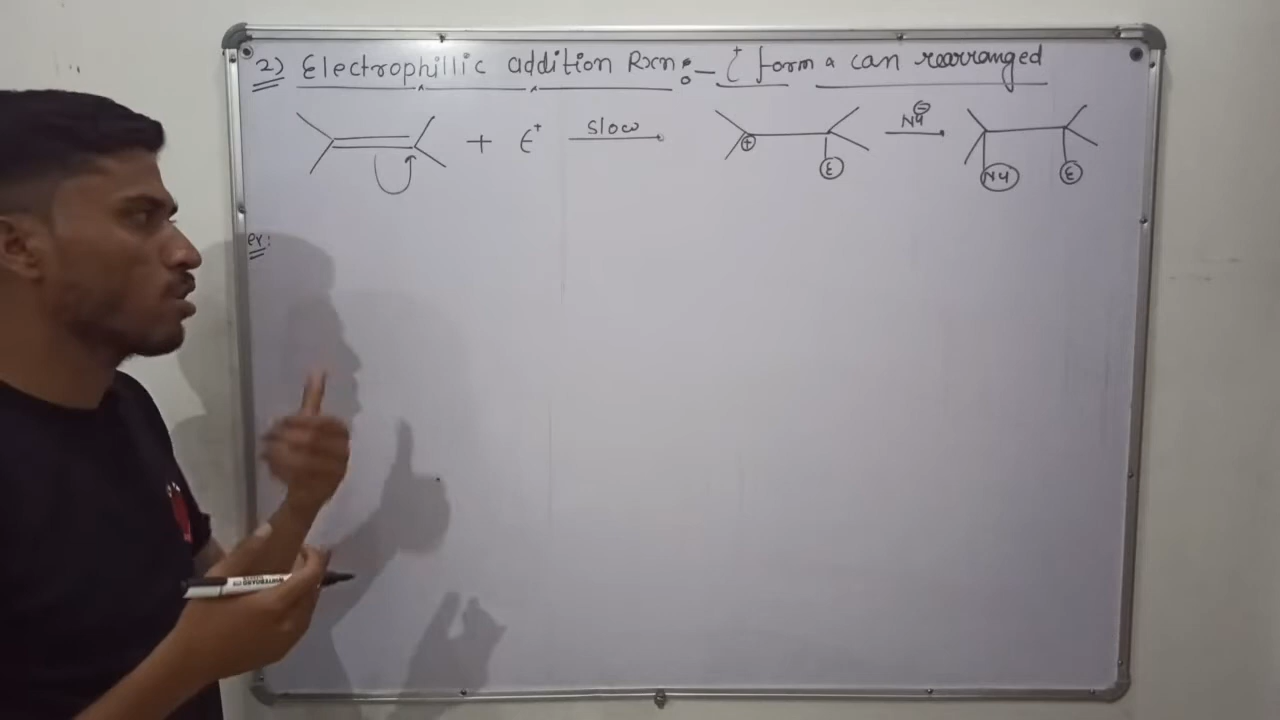 2) Electrophillic addition Rxn:- C⁺ form & can rearranged
+ E⁺ slow ⊕ E Nu⊖ Nu E
ex: